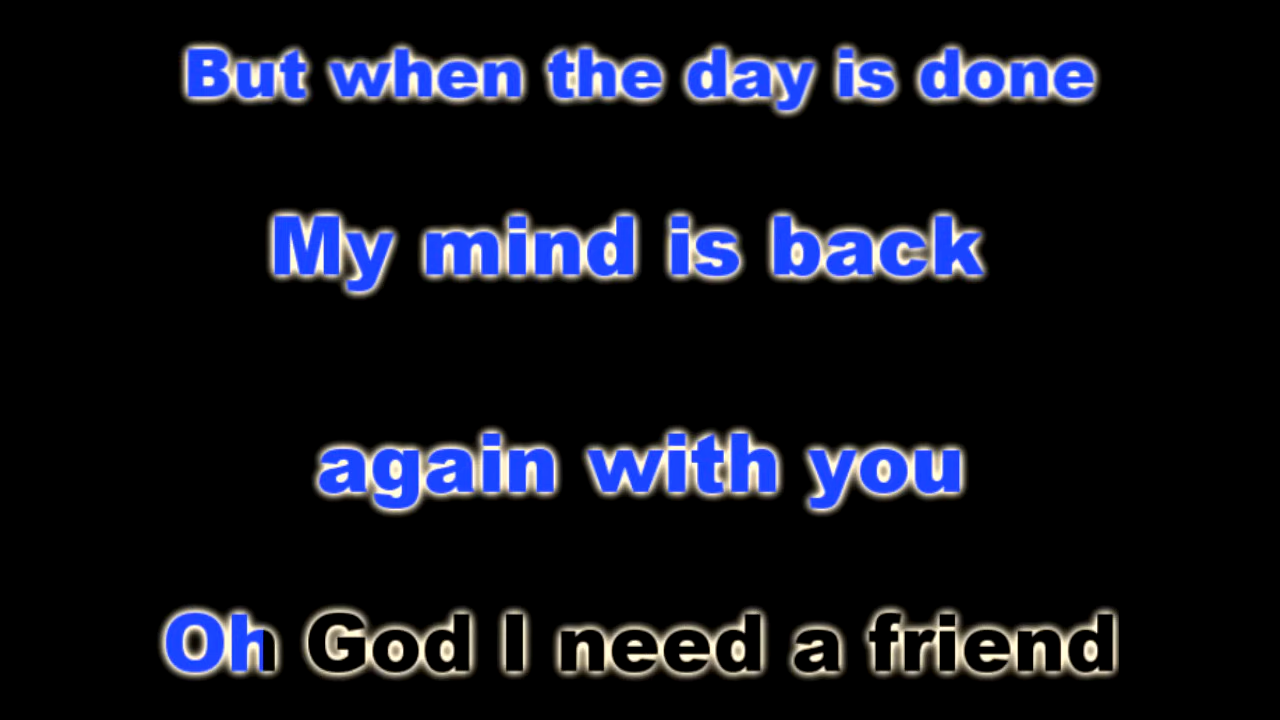 But when the day is done
My mind is back
again with you
Oh God I need a friend